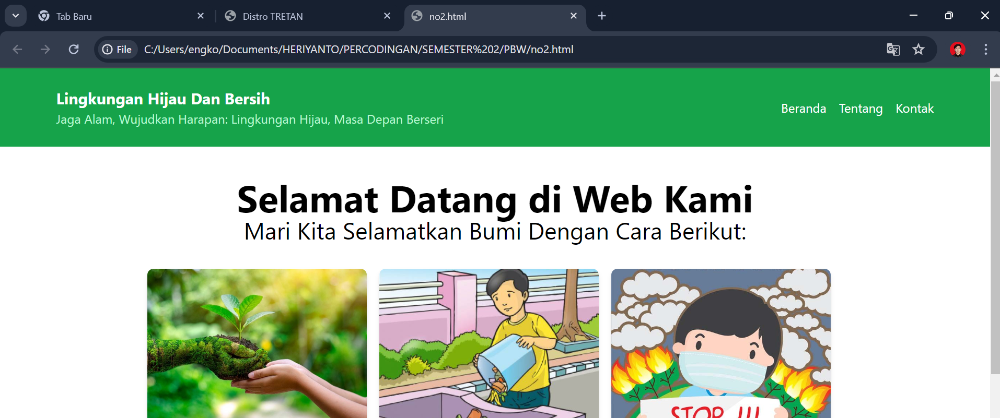 Tab Baru
Distro TRETAN
no2.html
File
C:/Users/engko/Documents/HERIYANTO/PERCODINGAN/SEMESTER%202/PBW/no2.html
Lingkungan Hijau Dan Bersih
Jaga Alam, Wujudkan Harapan: Lingkungan Hijau, Masa Depan Berseri
Beranda Tentang Kontak
Selamat Datang di Web Kami
Mari Kita Selamatkan Bumi Dengan Cara Berikut:
STOP !!!